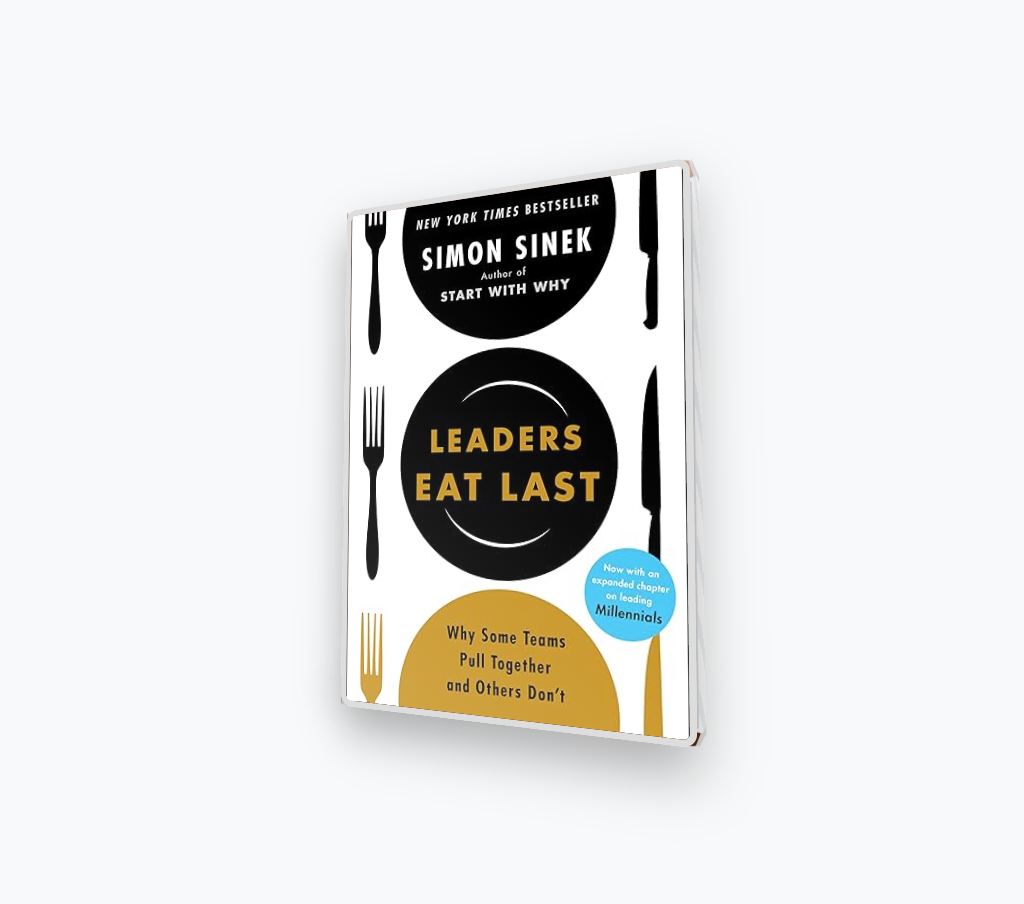 NEW YORK TIMES BESTSELLER
SIMON SINEK
Author of
START WITH WHY
LEADERS
EAT LAST
Now with an
expanded chapter
on leading
Millennials
Why Some Teams
Pull Together
and Others Don't